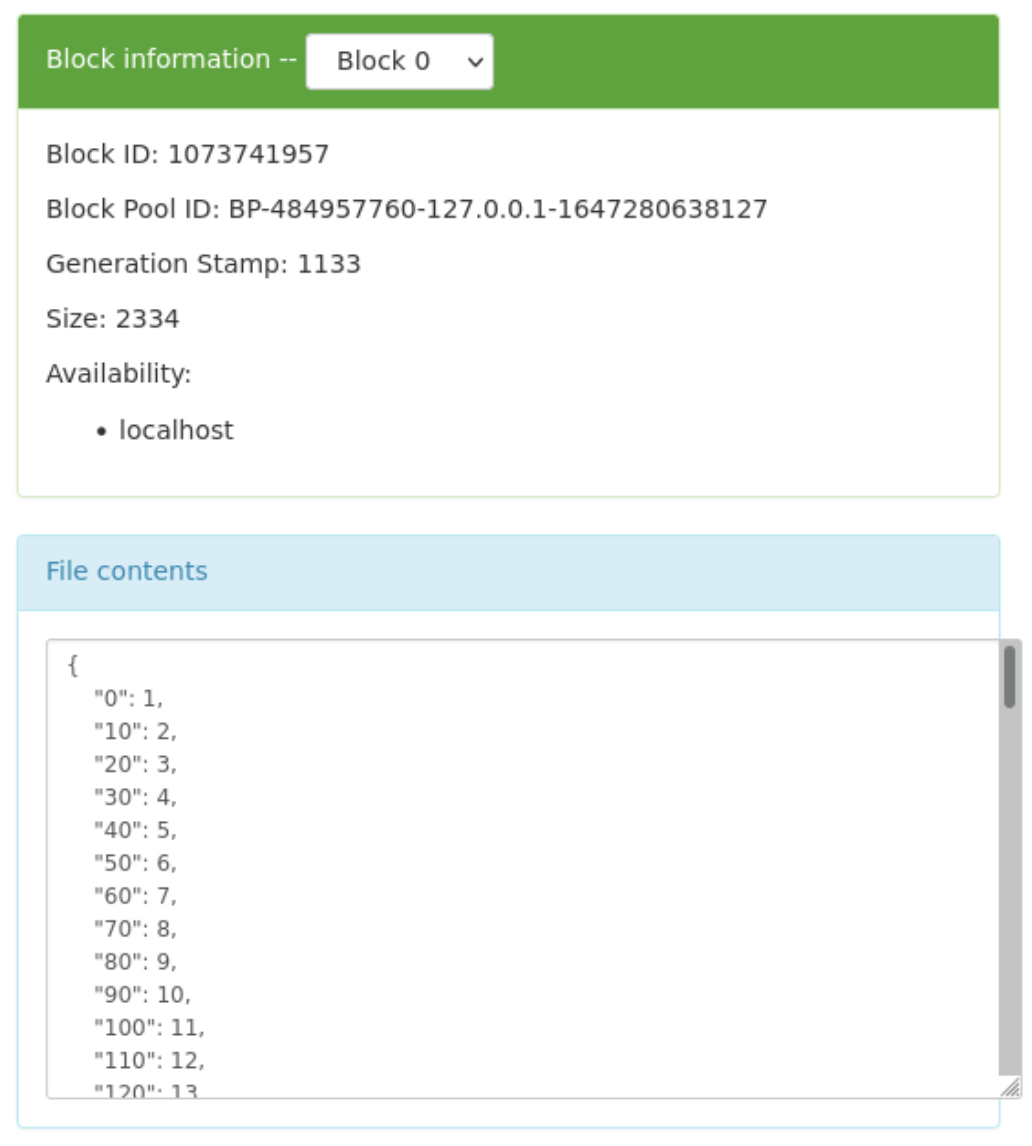 Block information -- Block 0
Block ID: 1073741957
Block Pool ID: BP-484957760-127.0.0.1-1647280638127
Generation Stamp: 1133
Size: 2334
Availability:
• localhost
File contents
{
"0": 1,
"10": 2,
"20": 3,
"30": 4,
"40": 5,
"50": 6,
"60": 7,
"70": 8,
"80": 9,
"90": 10,
"100": 11,
"110": 12,
"120": 13